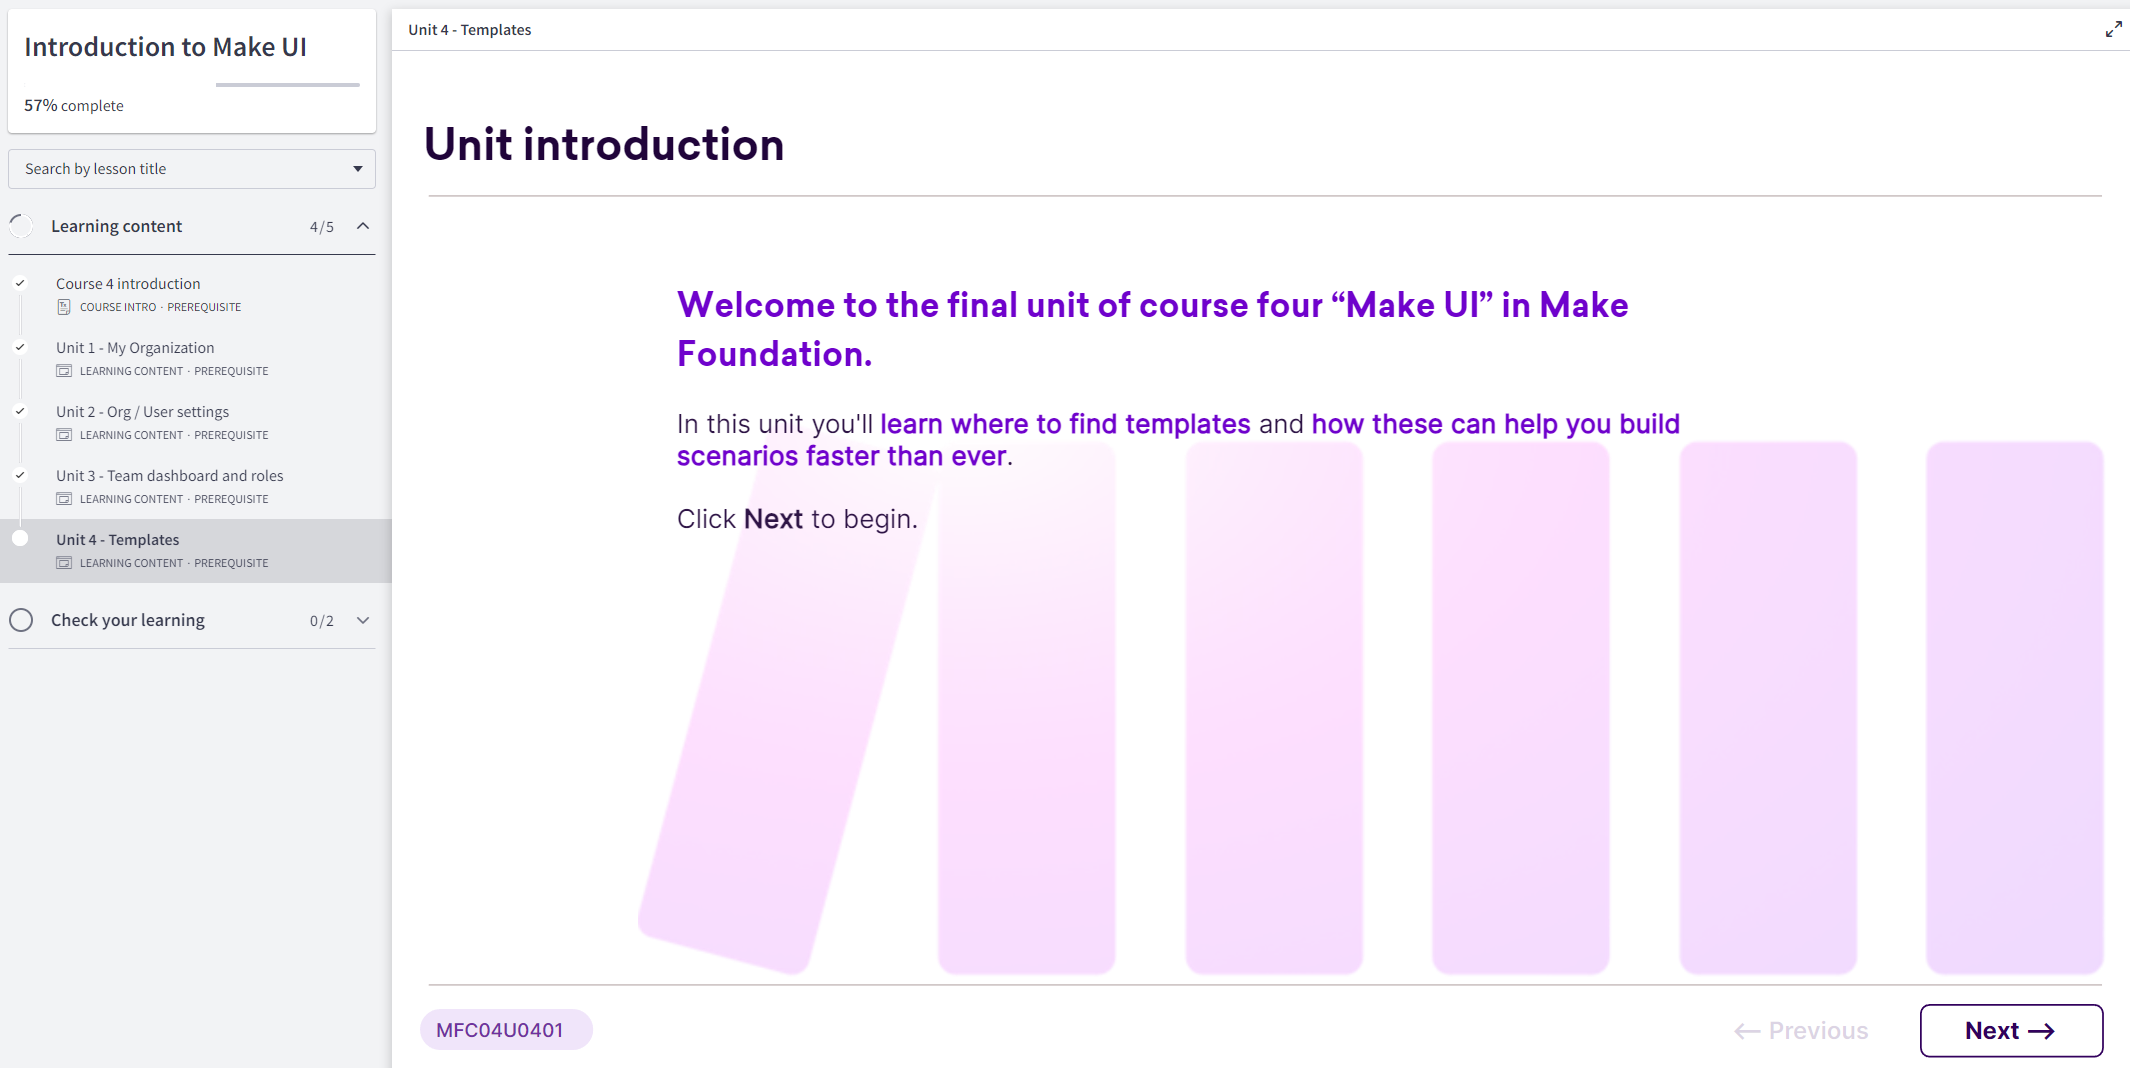 Introduction to Make UI
57% complete
Search by lesson title
Learning content 4/5
Course 4 introduction
COURSE INTRO · PREREQUISITE
Unit 1 - My Organization
LEARNING CONTENT · PREREQUISITE
Unit 2 - Org / User settings
LEARNING CONTENT · PREREQUISITE
Unit 3 - Team dashboard and roles
LEARNING CONTENT · PREREQUISITE
Unit 4 - Templates
LEARNING CONTENT · PREREQUISITE
Check your learning 0/2
Unit 4 - Templates
Unit introduction
Welcome to the final unit of course four “Make UI” in Make
Foundation.
In this unit you'll learn where to find templates and how these can help you build
scenarios faster than ever.
Click Next to begin.
MFC04U0401
← Previous
Next →